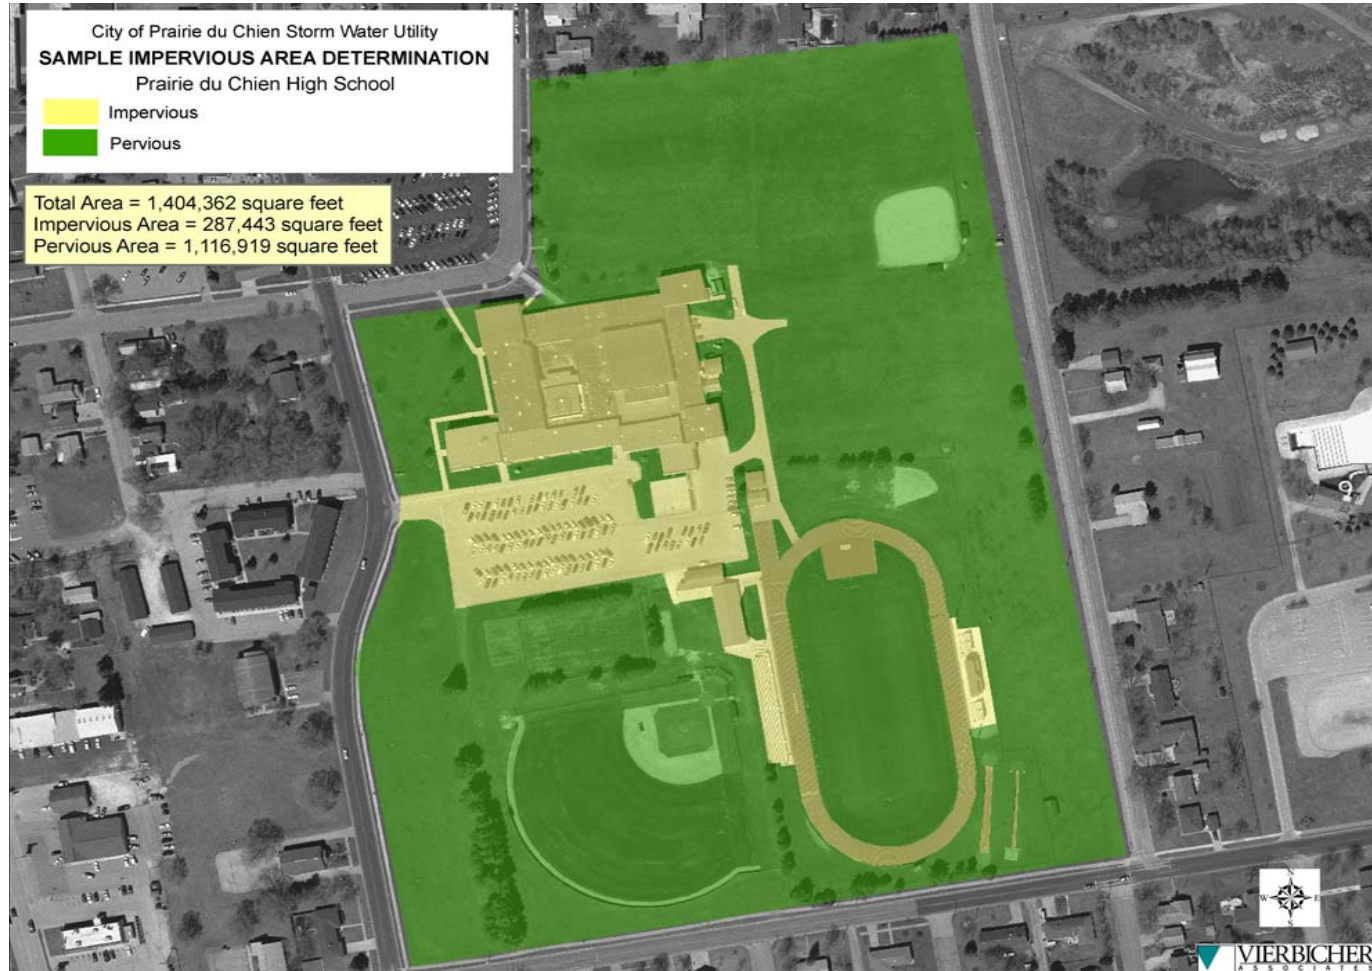 City of Prairie du Chien Storm Water Utility
SAMPLE IMPERVIOUS AREA DETERMINATION
Prairie du Chien High School
Impervious
Pervious
Total Area = 1,404,362 square feet
Impervious Area = 287,443 square feet
Pervious Area = 1,116,919 square feet
N
W E
S
VIERBICHER
ASSOCIATES